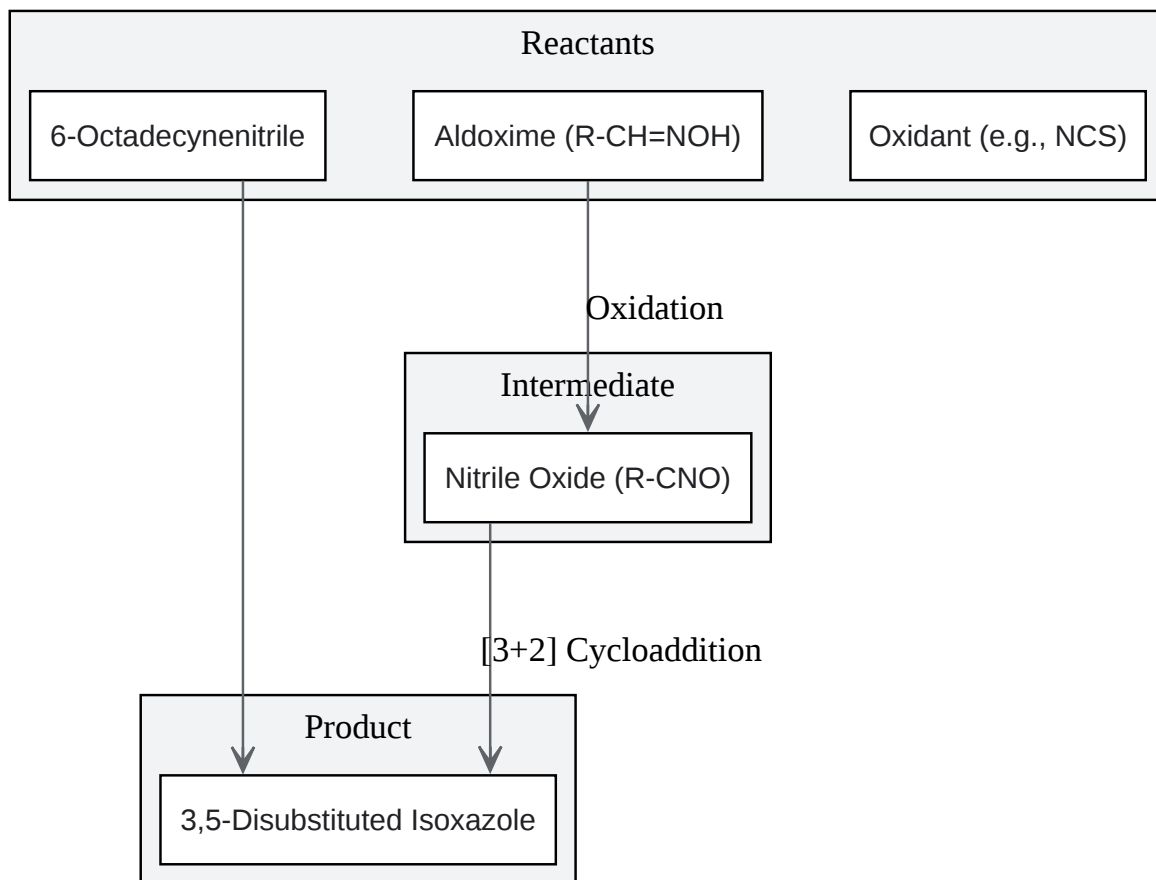 Reactants
6-Octadecynenitrile
Aldoxime (R-CH=NOH)
Oxidant (e.g., NCS)
Oxidation
Intermediate
Nitrile Oxide (R-CNO)
[3+2] Cycloaddition
Product
3,5-Disubstituted Isoxazole